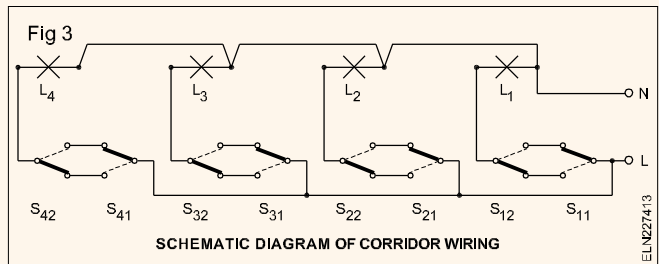 Fig 3
L4 L3 L2 L1
N
L
S42 S41 S32 S31 S22 S21 S12 S11
SCHEMATIC DIAGRAM OF CORRIDOR WIRING
ELN227413